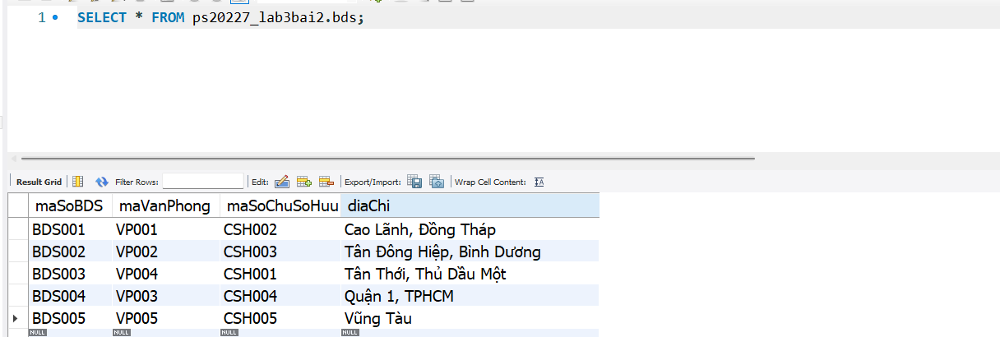 1 SELECT * FROM ps20227_lab3bai2.bds;
Result Grid Filter Rows: Edit: Export/Import: Wrap Cell Content:
maSoBDS maVanPhong maSoChuSoHuu diaChi
BDS001 VP001 CSH002 Cao Lãnh, Đồng Tháp
BDS002 VP002 CSH003 Tân Đông Hiệp, Bình Dương
BDS003 VP004 CSH001 Tân Thới, Thủ Dầu Một
BDS004 VP003 CSH004 Quận 1, TPHCM
BDS005 VP005 CSH005 Vũng Tàu
NULL NULL NULL NULL